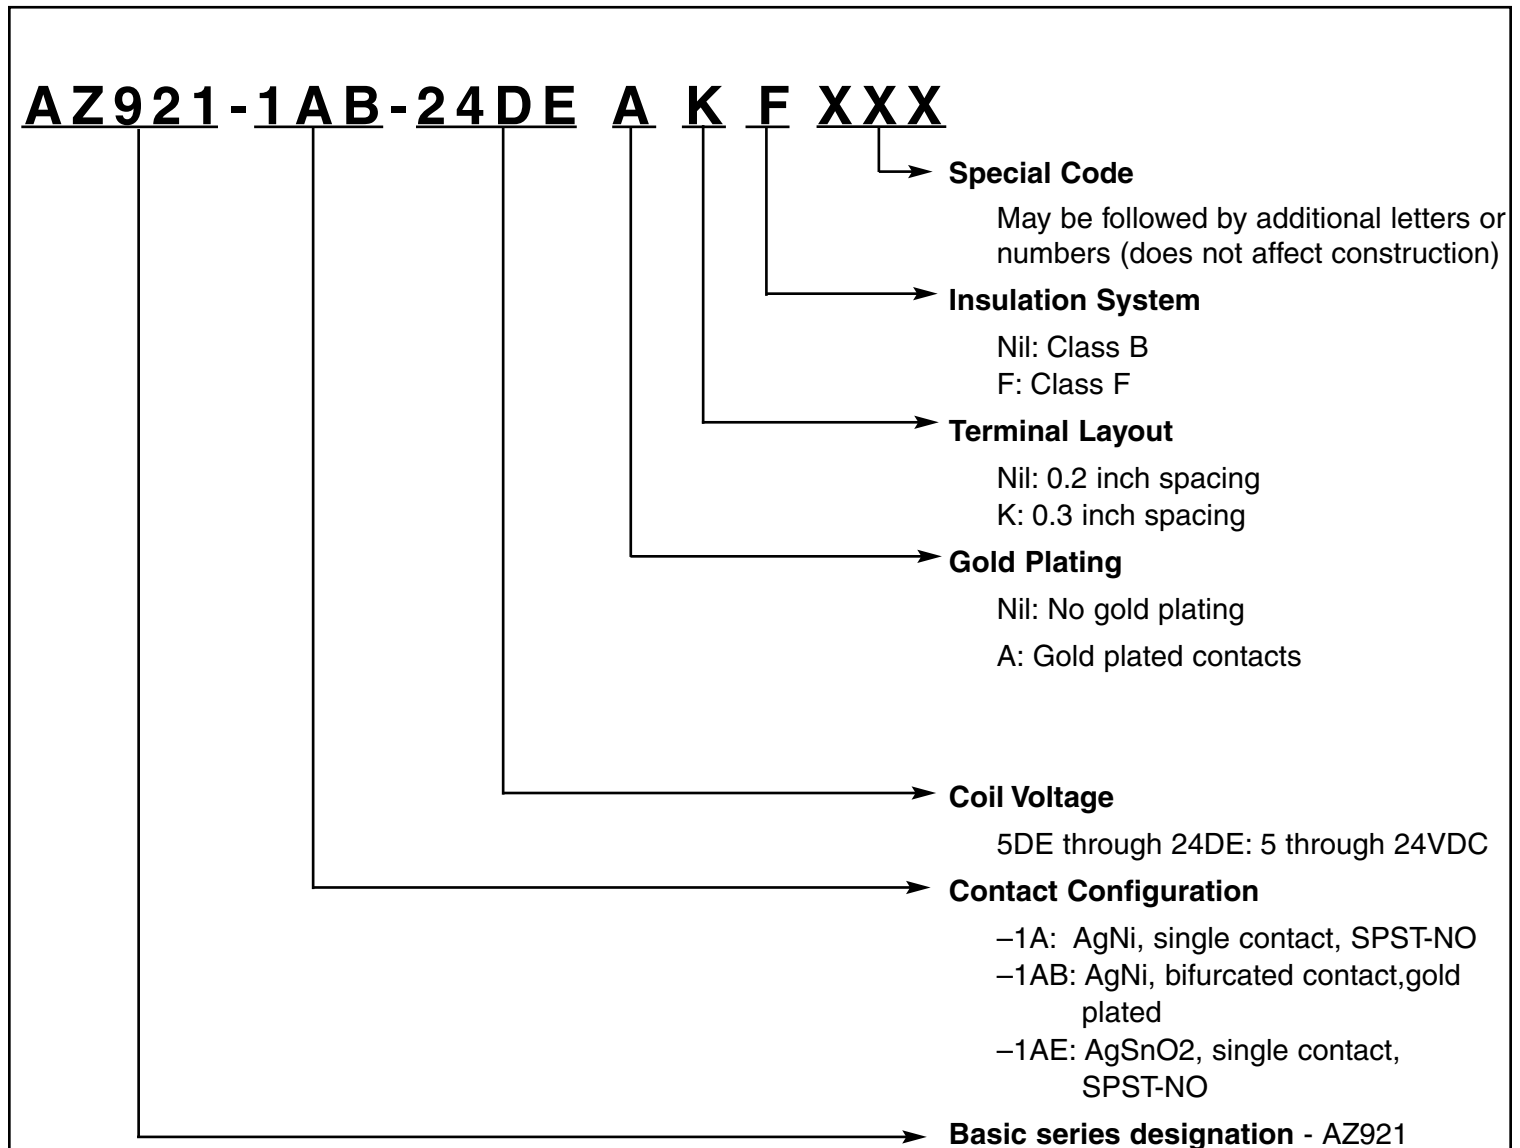 AZ921-1AB-24DE A K F XXX
Special Code
May be followed by additional letters or
numbers (does not affect construction)
Insulation System
Nil: Class B
F: Class F
Terminal Layout
Nil: 0.2 inch spacing
K: 0.3 inch spacing
Gold Plating
Nil: No gold plating
A: Gold plated contacts
Coil Voltage
5DE through 24DE: 5 through 24VDC
Contact Configuration
–1A: AgNi, single contact, SPST-NO
–1AB: AgNi, bifurcated contact,gold
plated
–1AE: AgSnO2, single contact,
SPST-NO
Basic series designation - AZ921